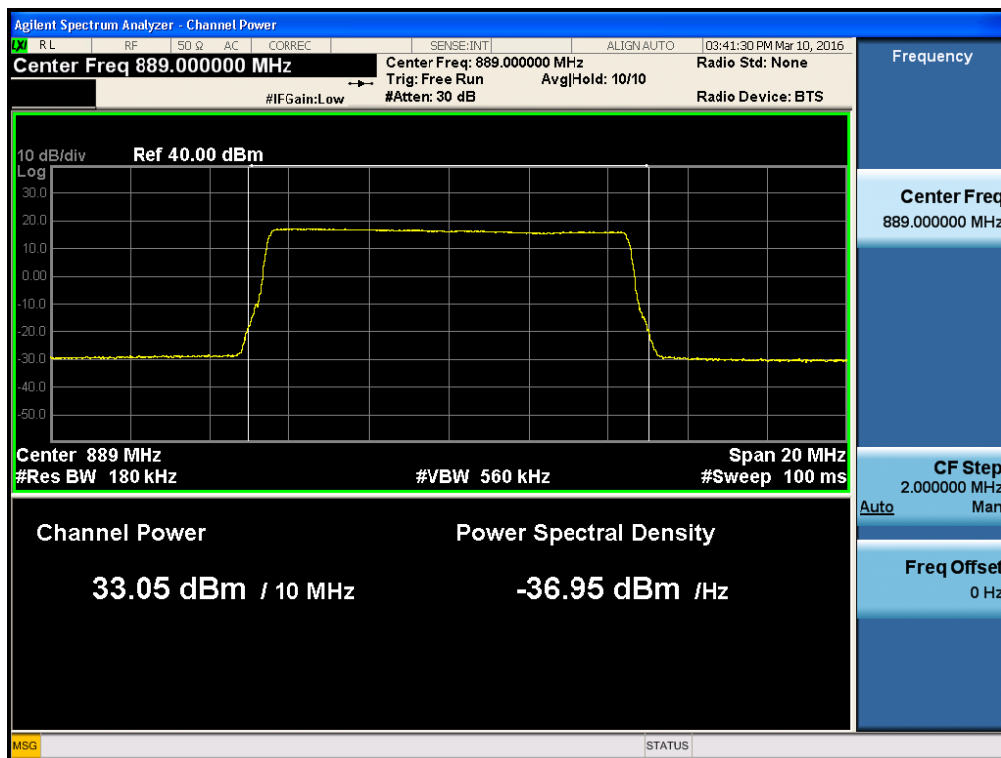 Agilent Spectrum Analyzer - Channel Power
LXI RL RF 50 Ω AC CORREC SENSE:INT ALIGN AUTO 03:41:30 PM Mar 10, 2016
Center Freq 889.000000 MHz
Center Freq: 889.000000 MHz
Radio Std: None
Trig: Free Run Avg|Hold: 10/10
#IFGain:Low
#Atten: 30 dB
Radio Device: BTS
Frequency
10 dB/div Ref 40.00 dBm
Log
30.0
20.0
10.0
0.00
-10.0
-20.0
-30.0
-40.0
-50.0
Center 889 MHz Span 20 MHz
#Res BW 180 kHz #VBW 560 kHz #Sweep 100 ms
Channel Power Power Spectral Density
33.05 dBm / 10 MHz -36.95 dBm /Hz
Center Freq
889.000000 MHz
CF Step
2.000000 MHz
Auto Man
Freq Offset
0 Hz
MSG STATUS